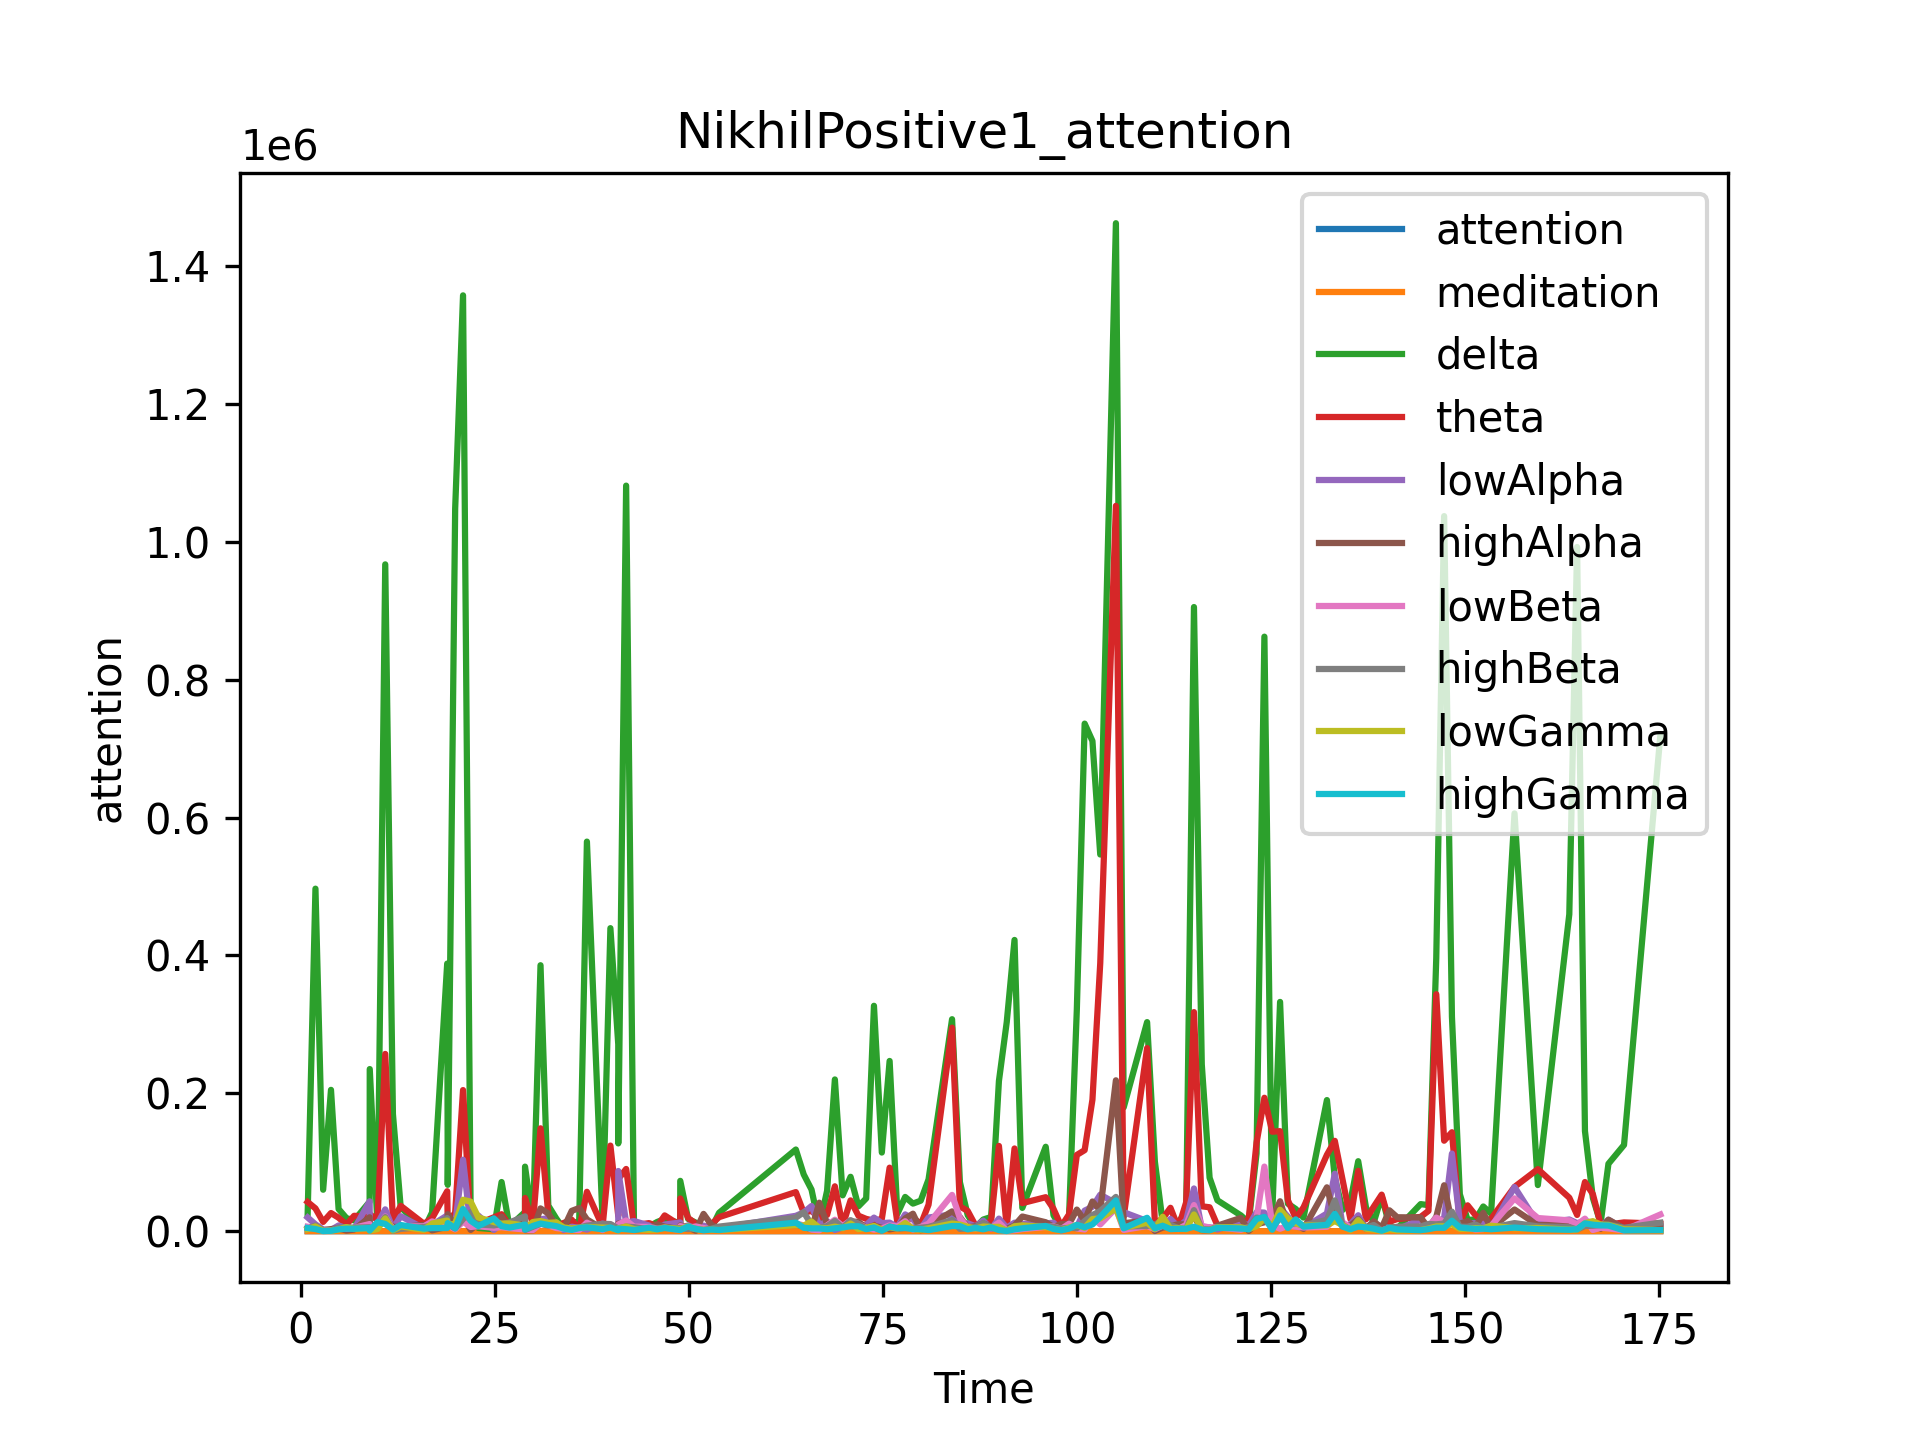 NikhilPositive1_attention
1e6
attention
meditation
delta
theta
lowAlpha
highAlpha
lowBeta
highBeta
lowGamma
highGamma
1.4
1.2
1.0
0.8
0.6
0.4
0.2
0.0
attention
0 25 50 75 100 125 150 175
Time